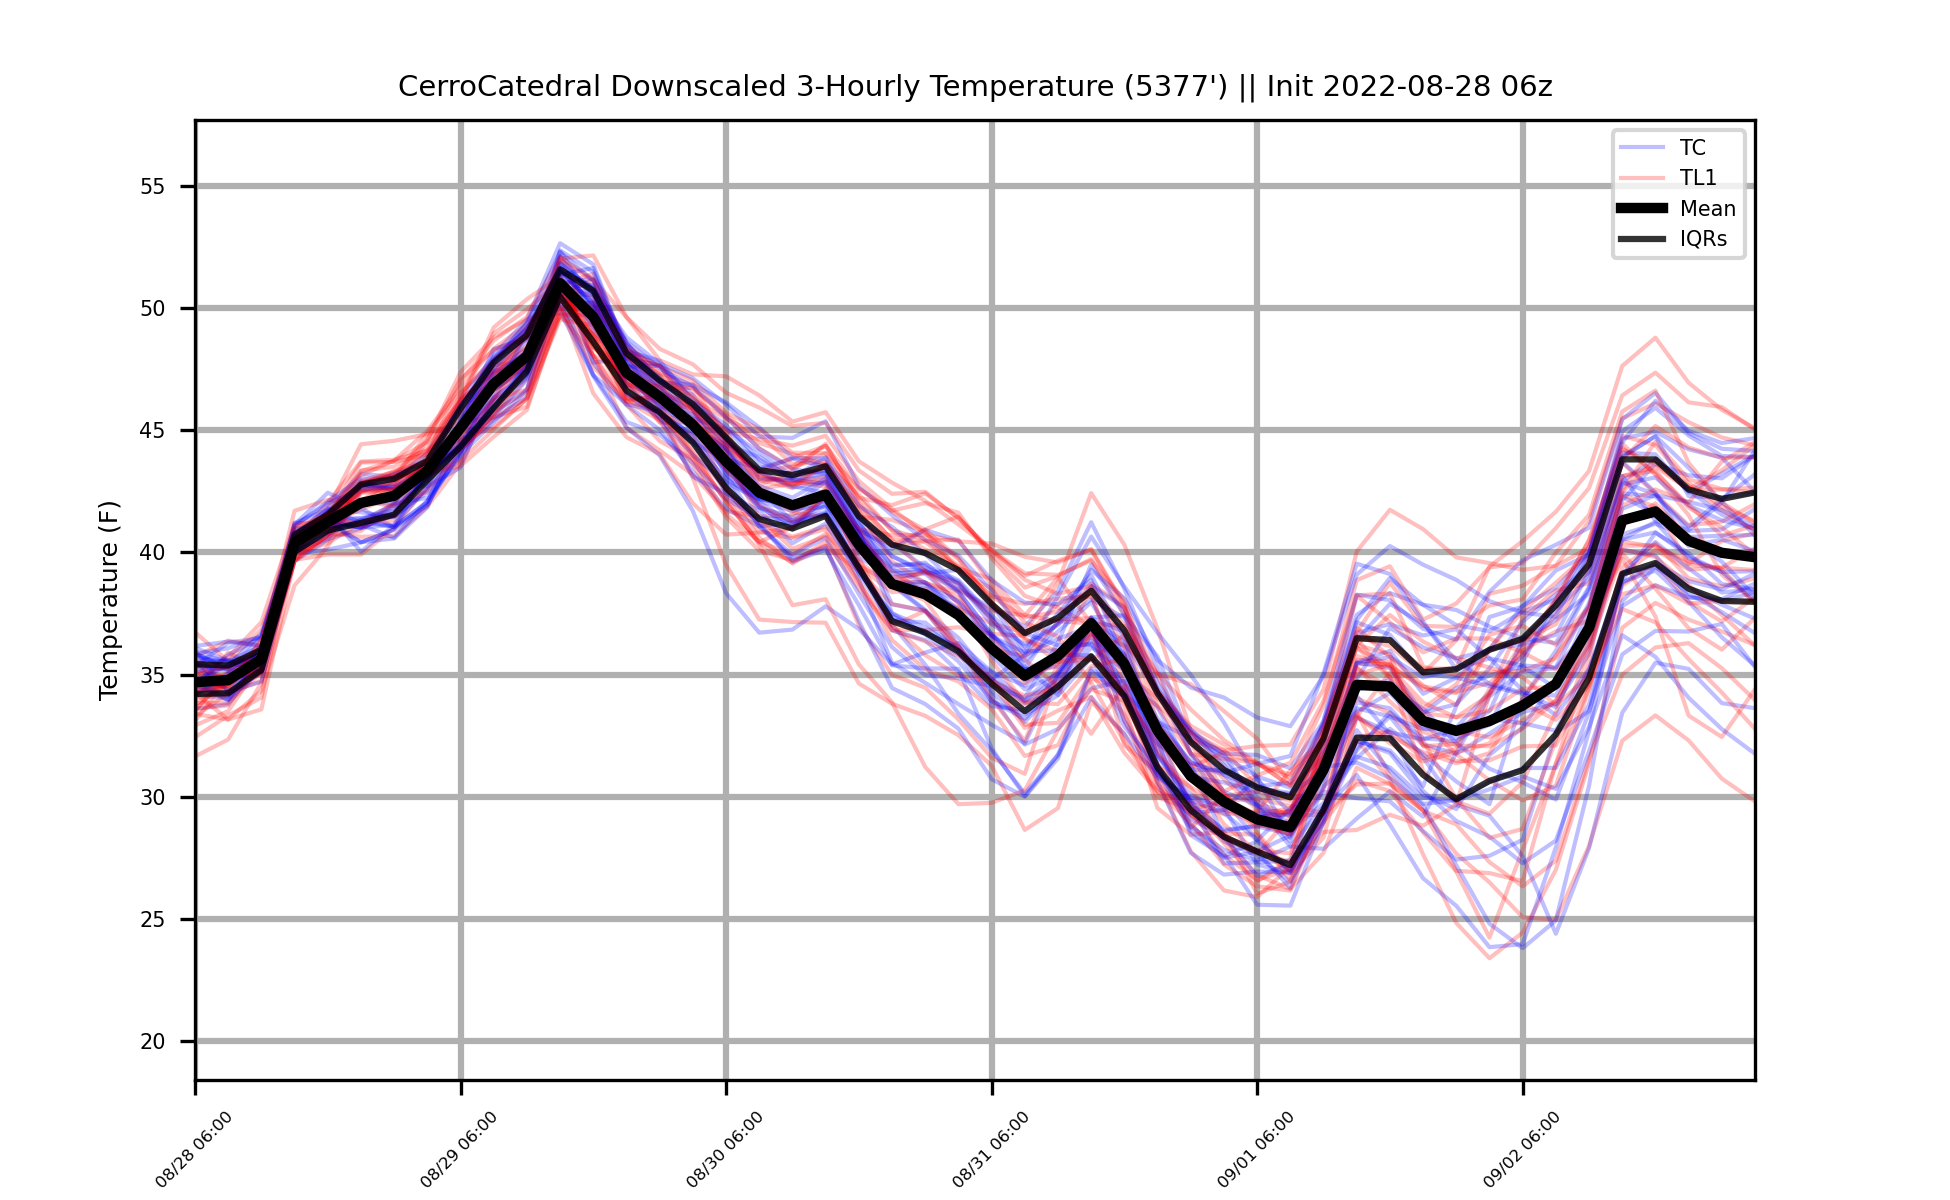 CerroCatedral Downscaled 3-Hourly Temperature (5377') || Init 2022-08-28 06z
TC
TL1
Mean
IQRs
Temperature (F)
55
50
45
40
35
30
25
20
08/28 06:00
08/29 06:00
08/30 06:00
08/31 06:00
09/01 06:00
09/02 06:00